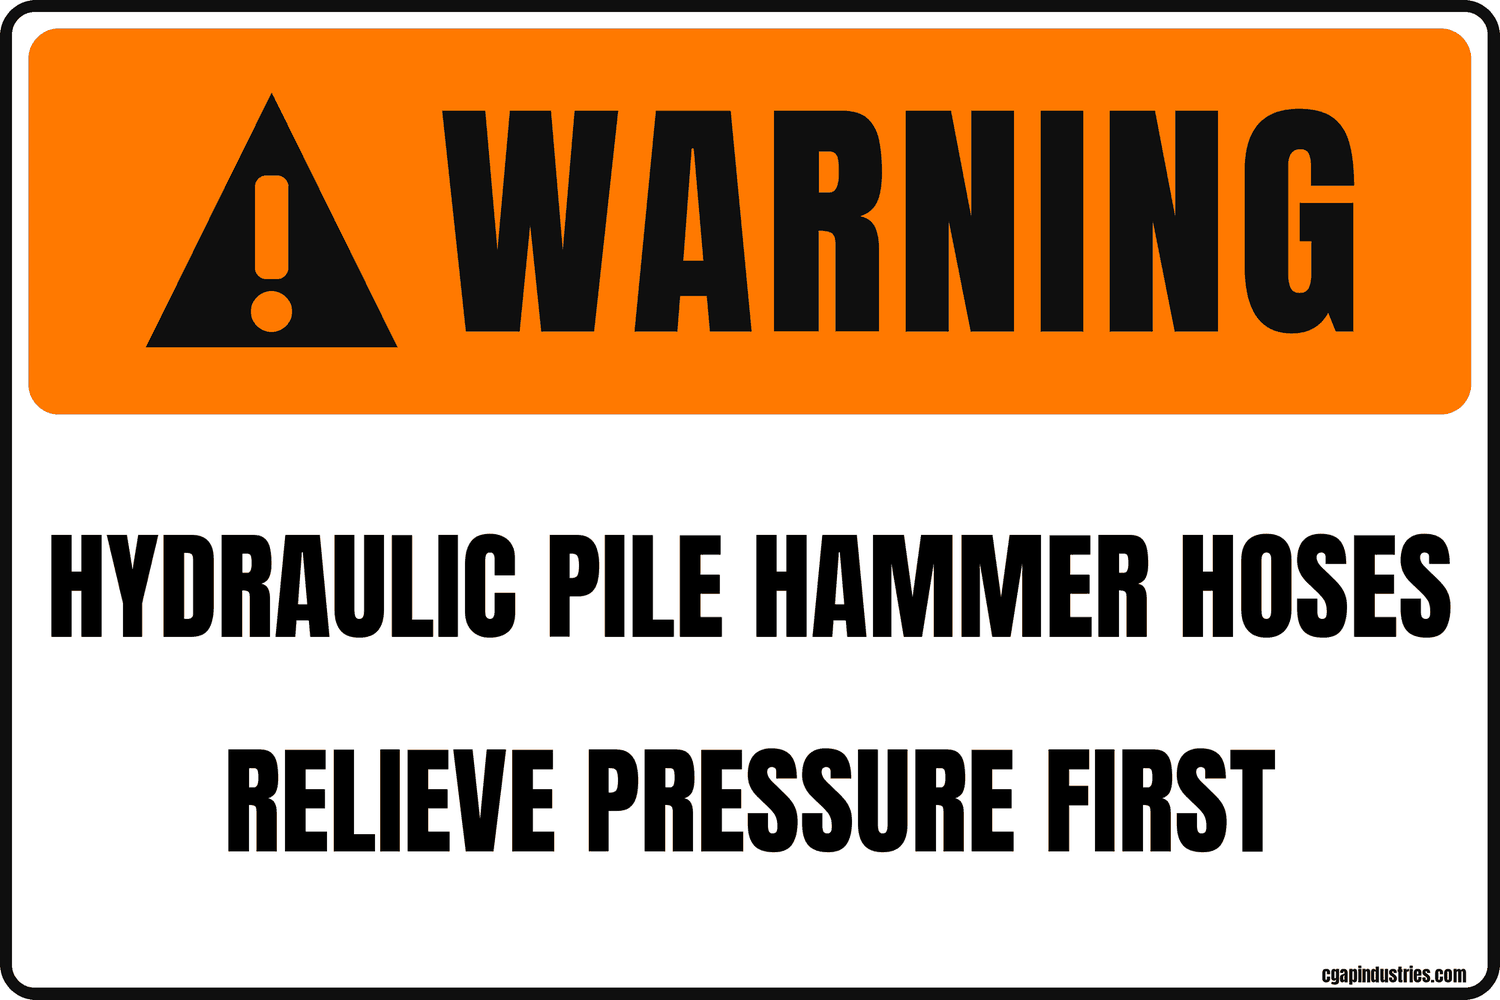 WARNING
HYDRAULIC PILE HAMMER HOSES
RELIEVE PRESSURE FIRST
cgapindustries.com